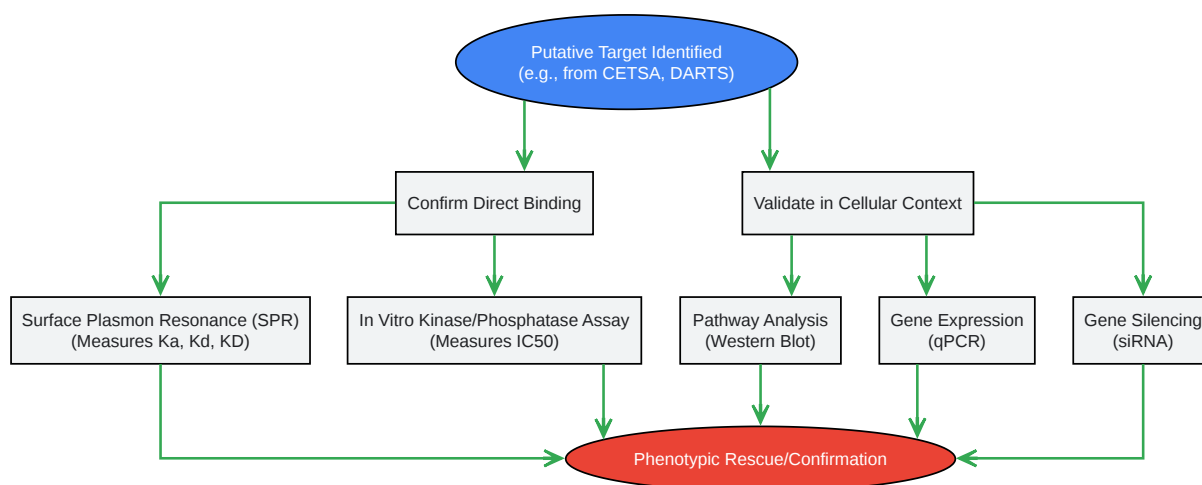 Putative Target Identified
(e.g., from CETSA, DARTS)
Confirm Direct Binding
Validate in Cellular Context
Surface Plasmon Resonance (SPR)
(Measures Ka, Kd, KD)
In Vitro Kinase/Phosphatase Assay
(Measures IC50)
Pathway Analysis
(Western Blot)
Gene Expression
(qPCR)
Gene Silencing
(siRNA)
Phenotypic Rescue/Confirmation